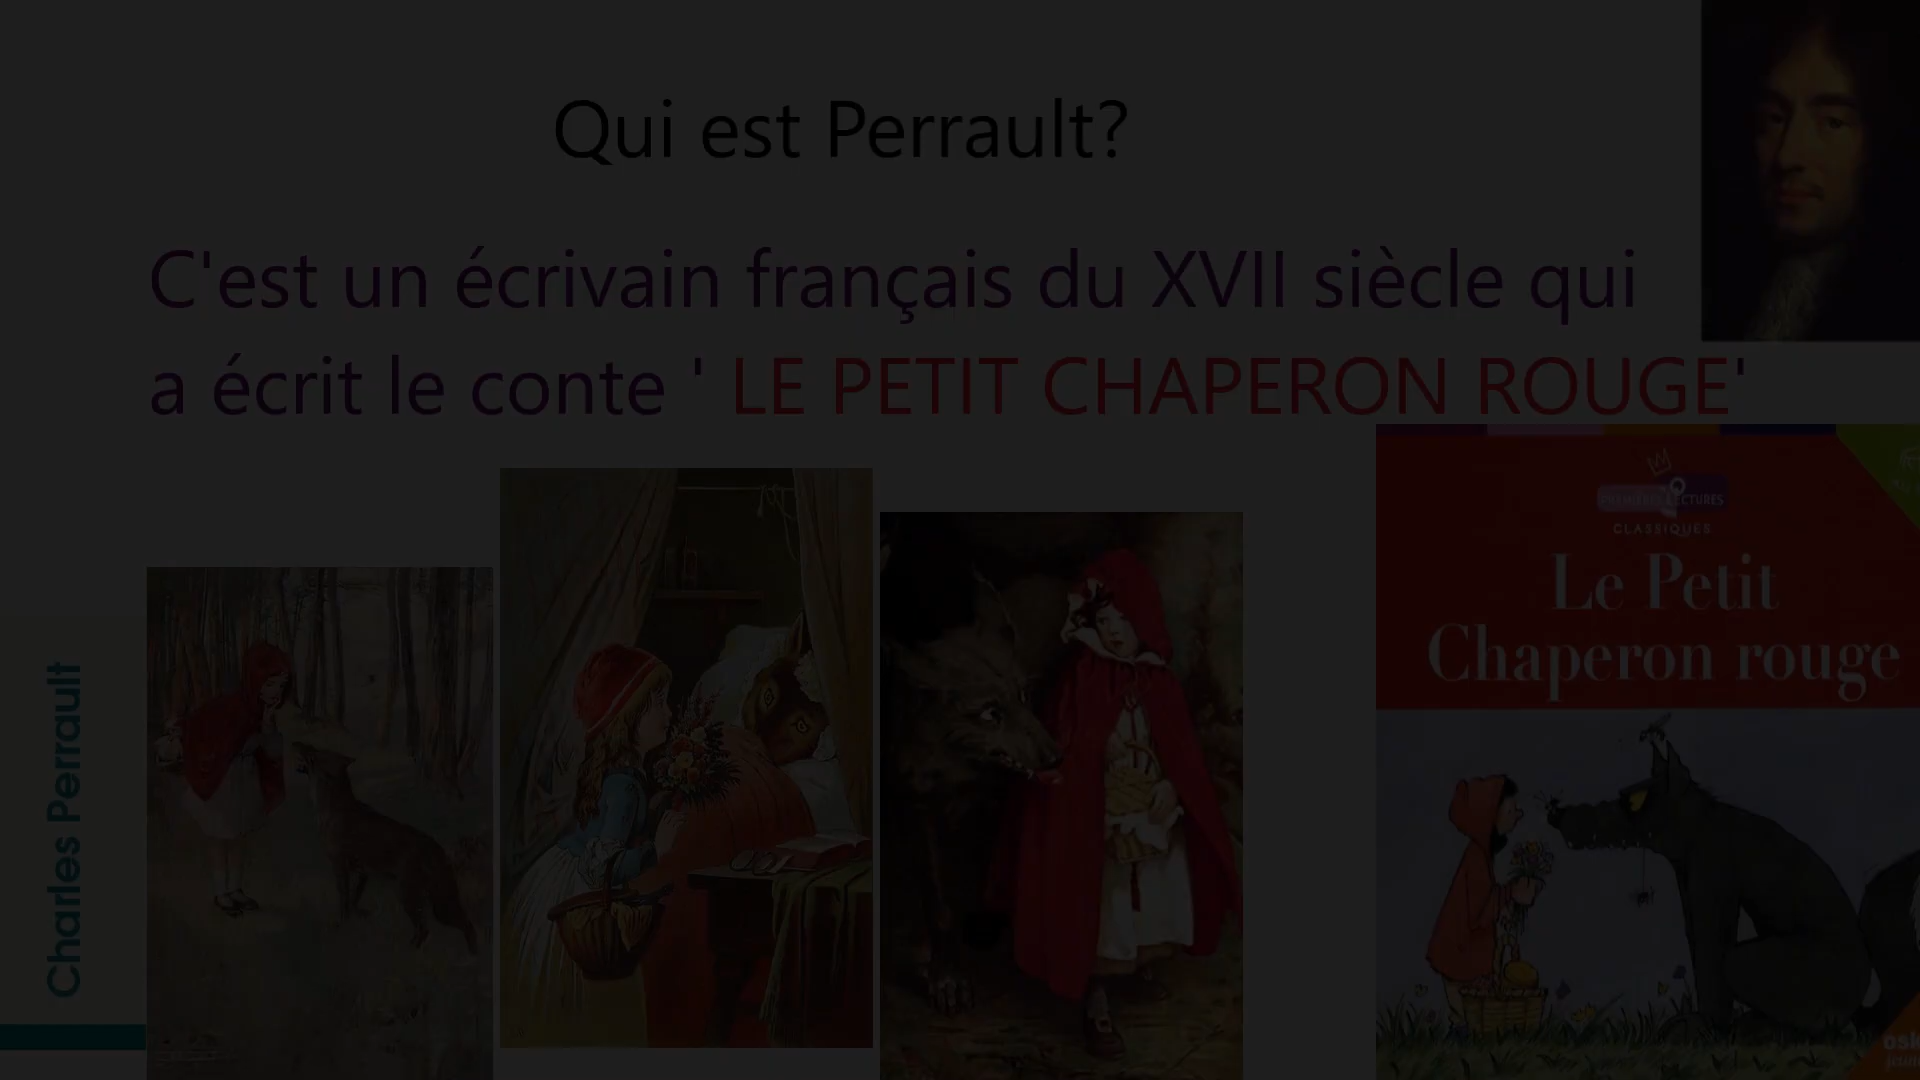 Qui est Perrault?
C'est un écrivain français du XVII siècle qui
a écrit le conte ' LE PETIT CHAPERON ROUGE'
Charles Perrault
CLASSIQUES
Le Petit
Chaperon rouge